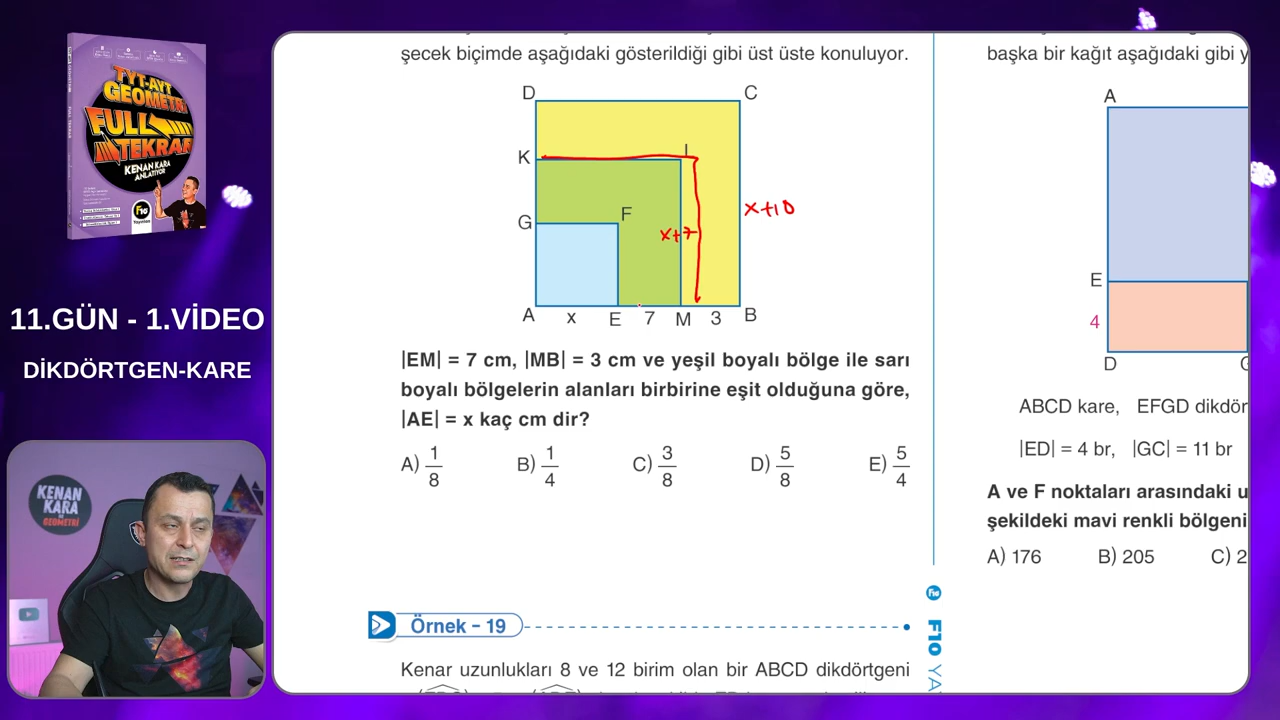 TYT-AYT
GEOMETRİ
FULL
TEKRAR
KENAN KARA
ANLATIYOR
F10
11.GÜN - 1.VİDEO
DİKDÖRTGEN-KARE
KENAN
KARA
GEOMETRİ
şecek biçimde aşağıdaki gösterildiği gibi üst üste konuluyor.
D C
K L
G F
x+7
x+10
A x E 7 M 3 B
|EM| = 7 cm, |MB| = 3 cm ve yeşil boyalı bölge ile sarı
boyalı bölgelerin alanları birbirine eşit olduğuna göre,
|AE| = x kaç cm dir?
A) 1/8 B) 1/4 C) 3/8 D) 5/8 E) 5/4
Örnek - 19
Kenar uzunlukları 8 ve 12 birim olan bir ABCD dikdörtgeni
F10 YA
başka bir kağıt aşağıdaki gibi y
A
E
4
D G
ABCD kare, EFGD dikdör
|ED| = 4 br, |GC| = 11 br
A ve F noktaları arasındaki u
şekildeki mavi renkli bölgeni
A) 176 B) 205 C) 2